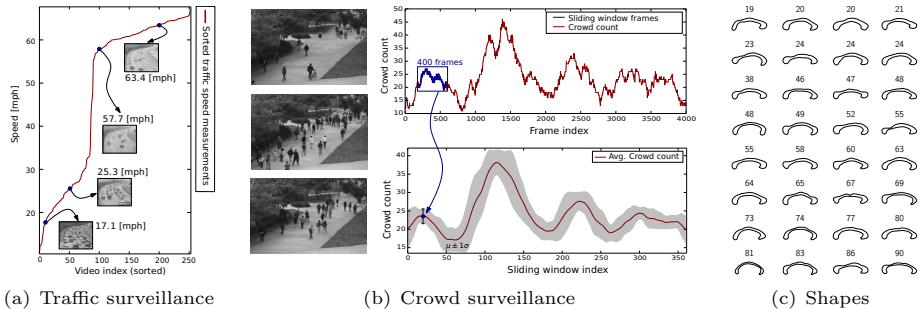 60
50
40
30
20
Speed [mph]
63.4 [mph]
57.7 [mph]
25.3 [mph]
17.1 [mph]
0 50 100 150 200 250
Video index (sorted)
Sorted traffic
speed measurements
(a) Traffic surveillance
50
45
40
35
30
25
20
15
10
Crowd count
Sliding window frames
Crowd count
400 frames
0 500 1000 1500 2000 2500 3000 3500 4000
Frame index
40
35
30
25
20
15
Crowd count
Avg. Crowd count
μ ± 1σ
0 50 100 150 200 250 300 350
Sliding window index
(b) Crowd surveillance
19 20 20 21
23 24 24 24
38 46 47 48
48 49 52 55
55 58 60 63
64 65 67 69
73 74 77 80
81 83 86 90
(c) Shapes